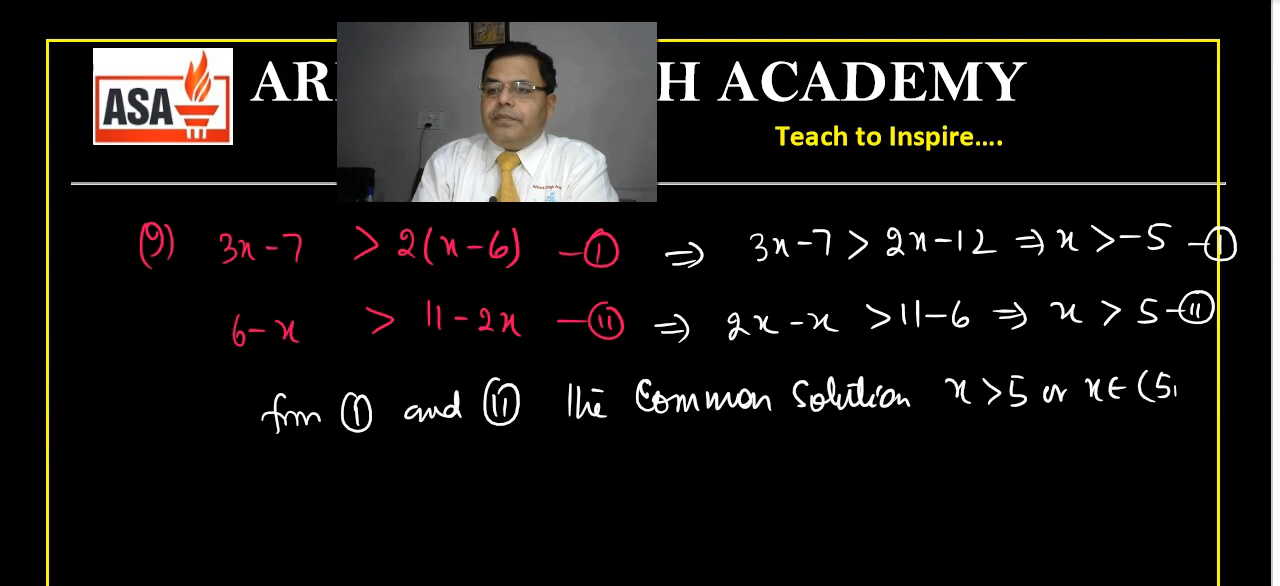 ASA AR H ACADEMY
Teach to Inspire....
(9) 3x-7 > 2(x-6) -Ⓘ ⇒ 3x-7 > 2x-12 ⇒ x > -5 -Ⓘ
6-x > 11-2x -Ⓘⓘ ⇒ 2x-x > 11-6 ⇒ x > 5 -Ⓘⓘ
from Ⓘ and Ⓘⓘ The Common Solution x > 5 or x ∈ (5,